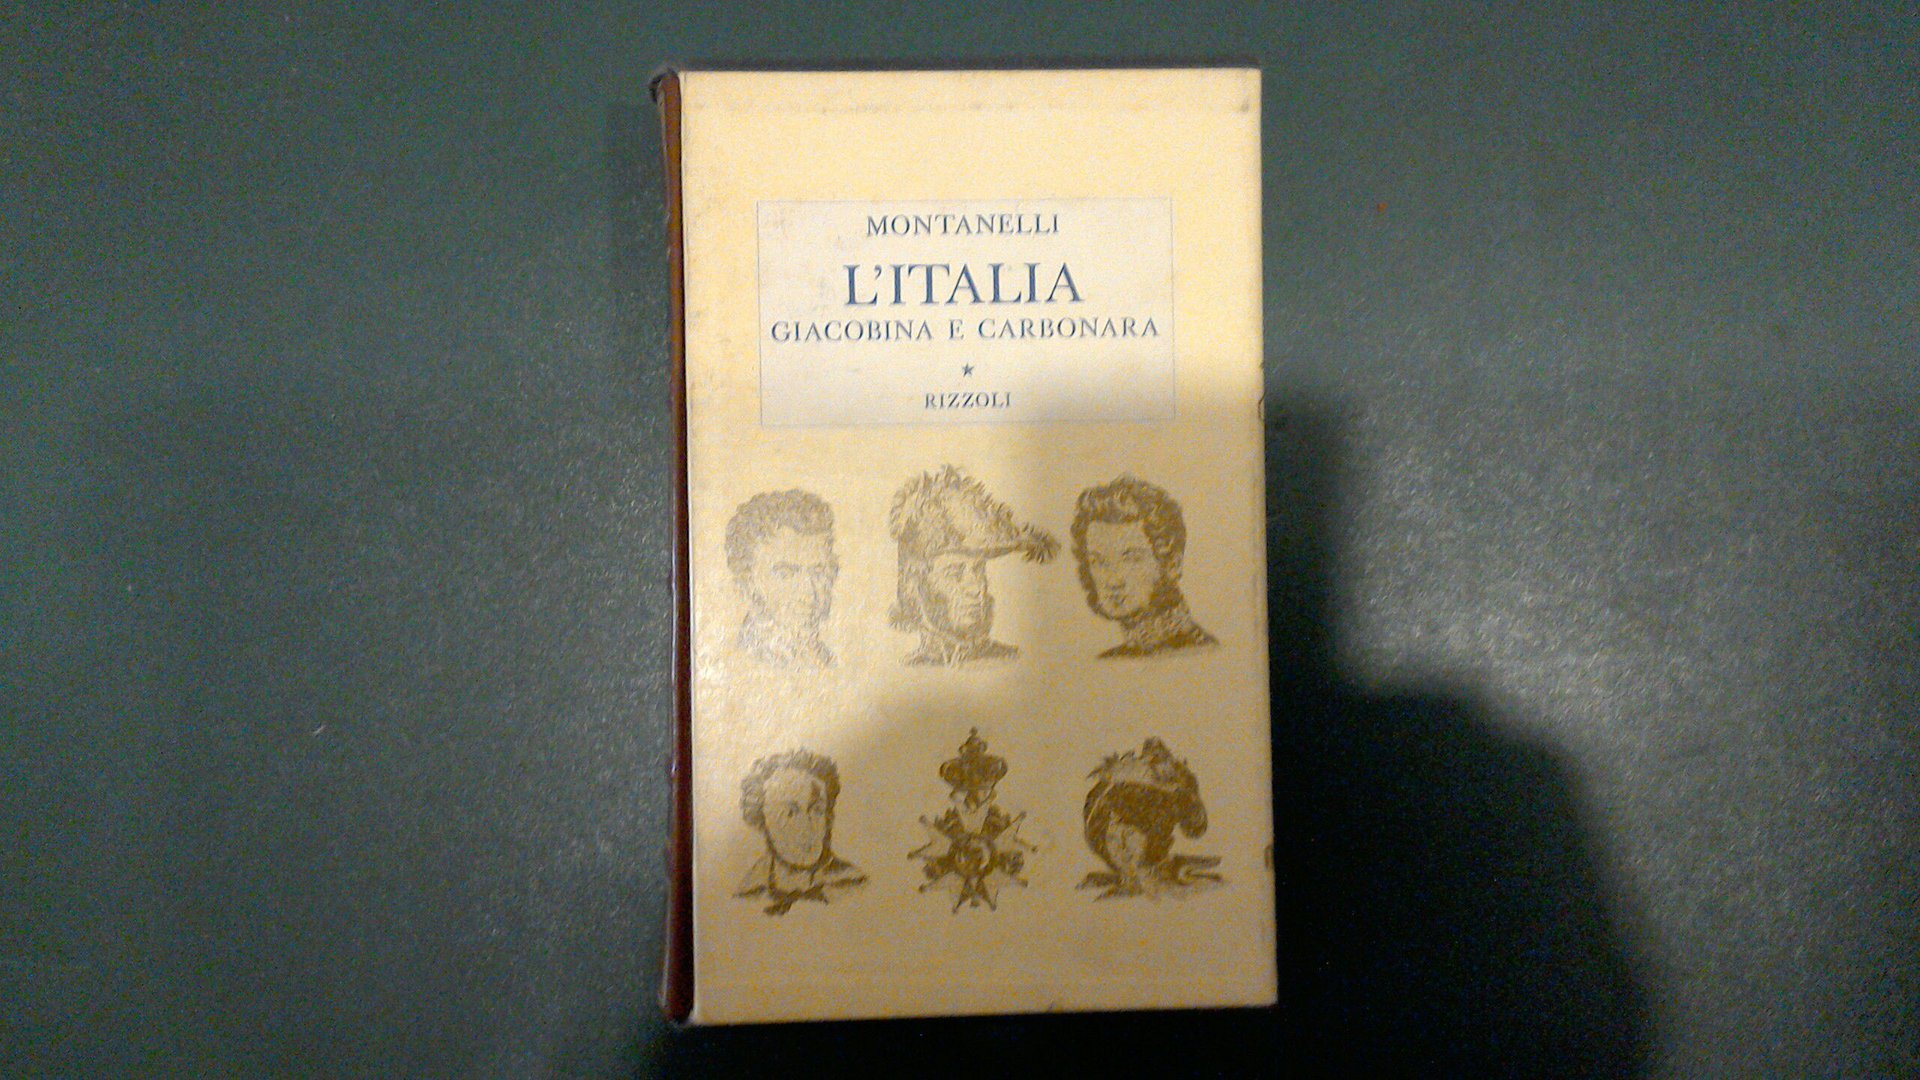 MONTANELLI
L'ITALIA
GIACOBINA E CARBONARA
★
RIZZOLI